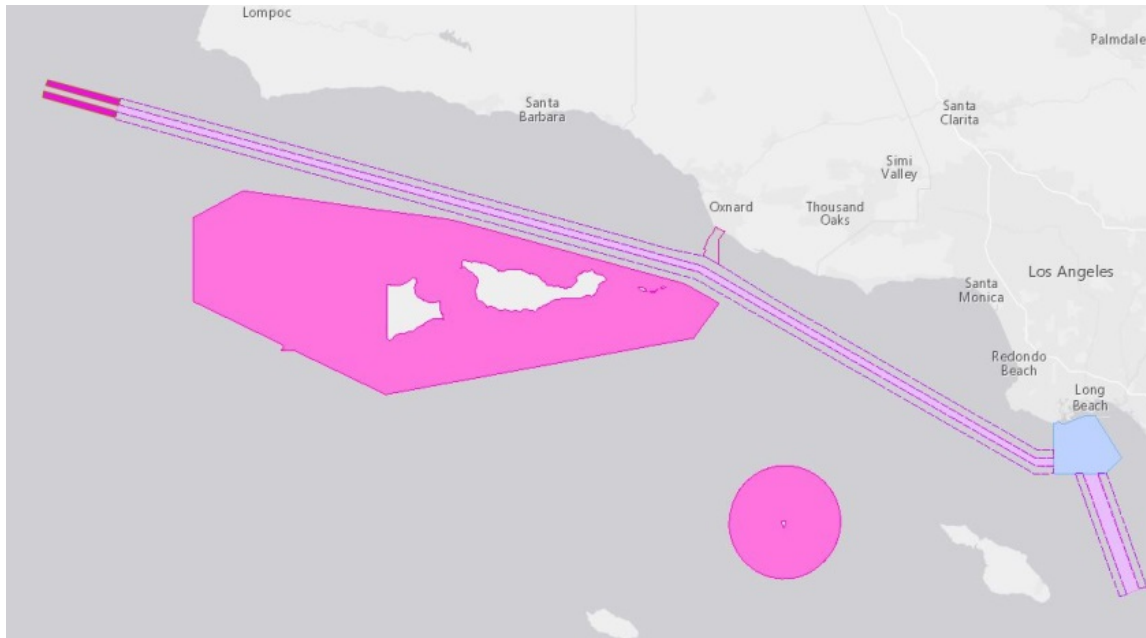 Lompoc
Palmdale
Santa
Barbara
Santa
Clarita
Simi
Valley
Oxnard
Thousand
Oaks
Los Angeles
Santa
Monica
Redondo
Beach
Long
Beach